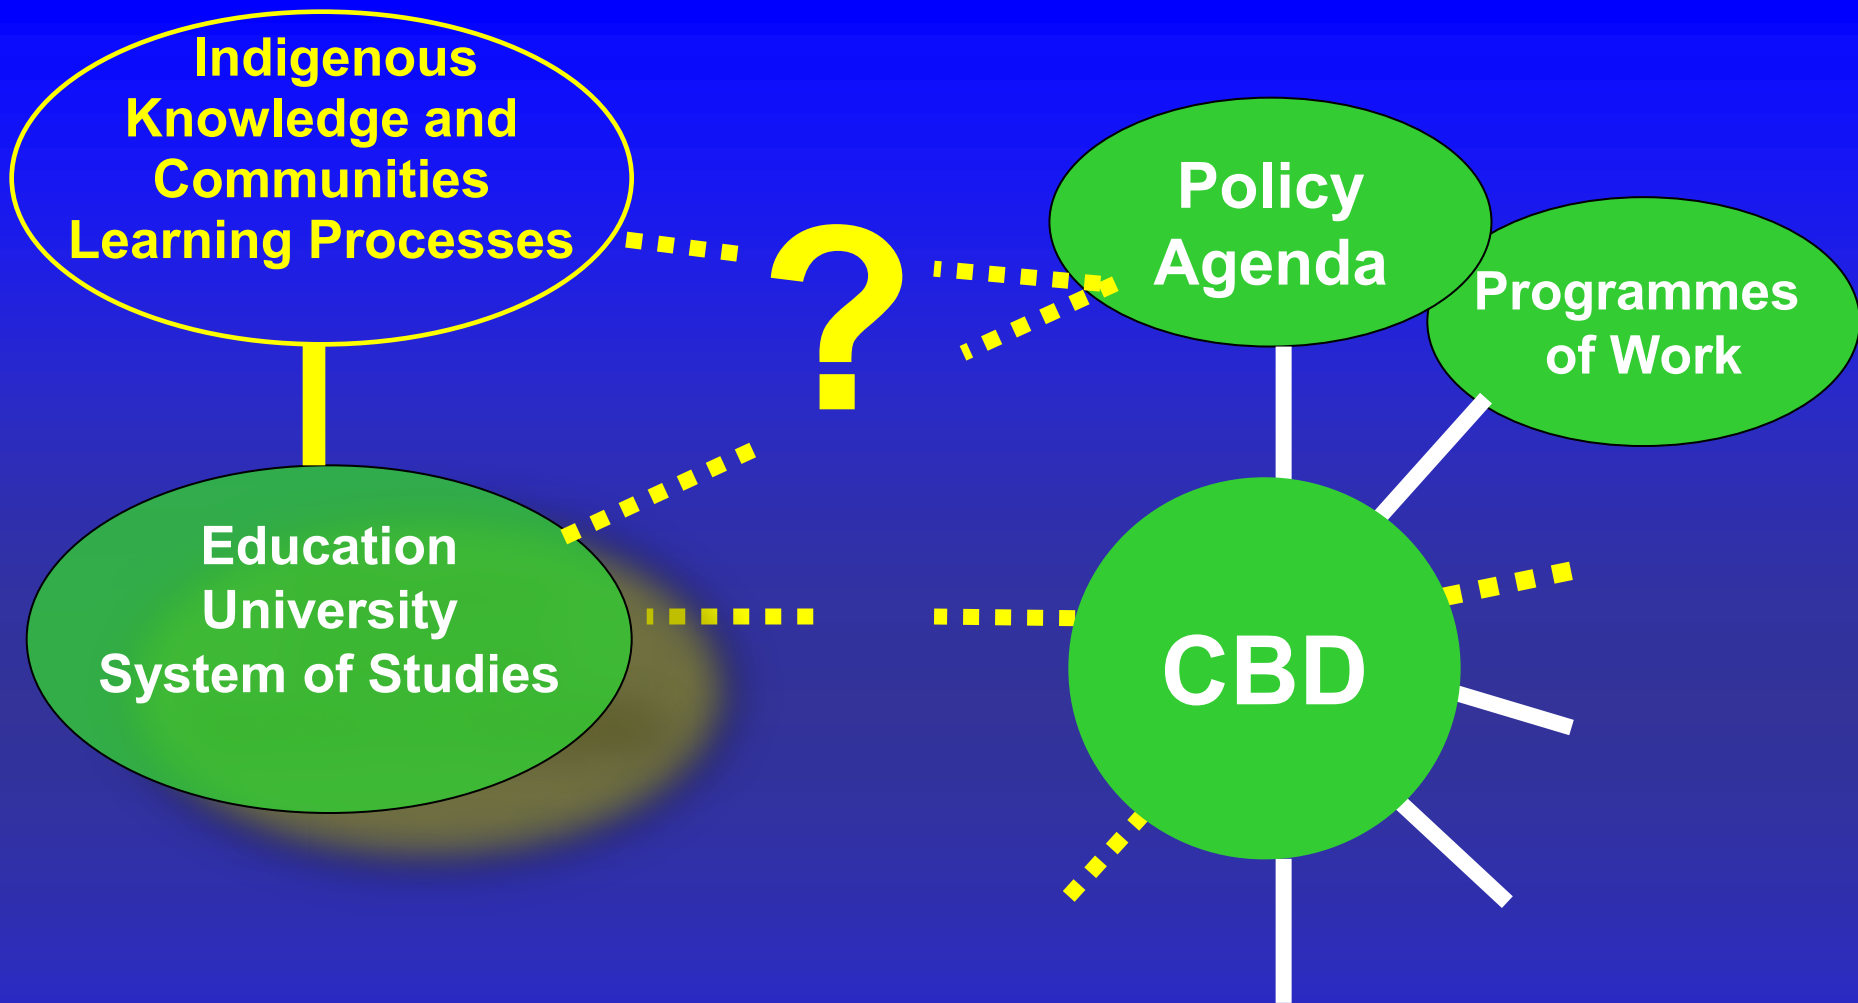 Indigenous
Knowledge and
Communities
Learning Processes
?
Policy
Agenda
Programmes
of Work
Education
University
System of Studies
CBD